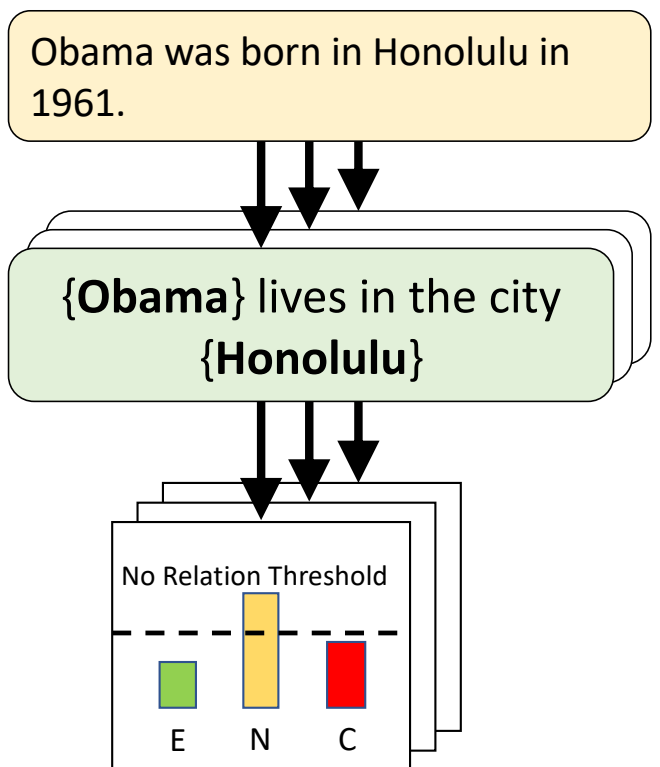 Obama was born in Honolulu in
1961.
{Obama} lives in the city
{Honolulu}
No Relation Threshold
E N C